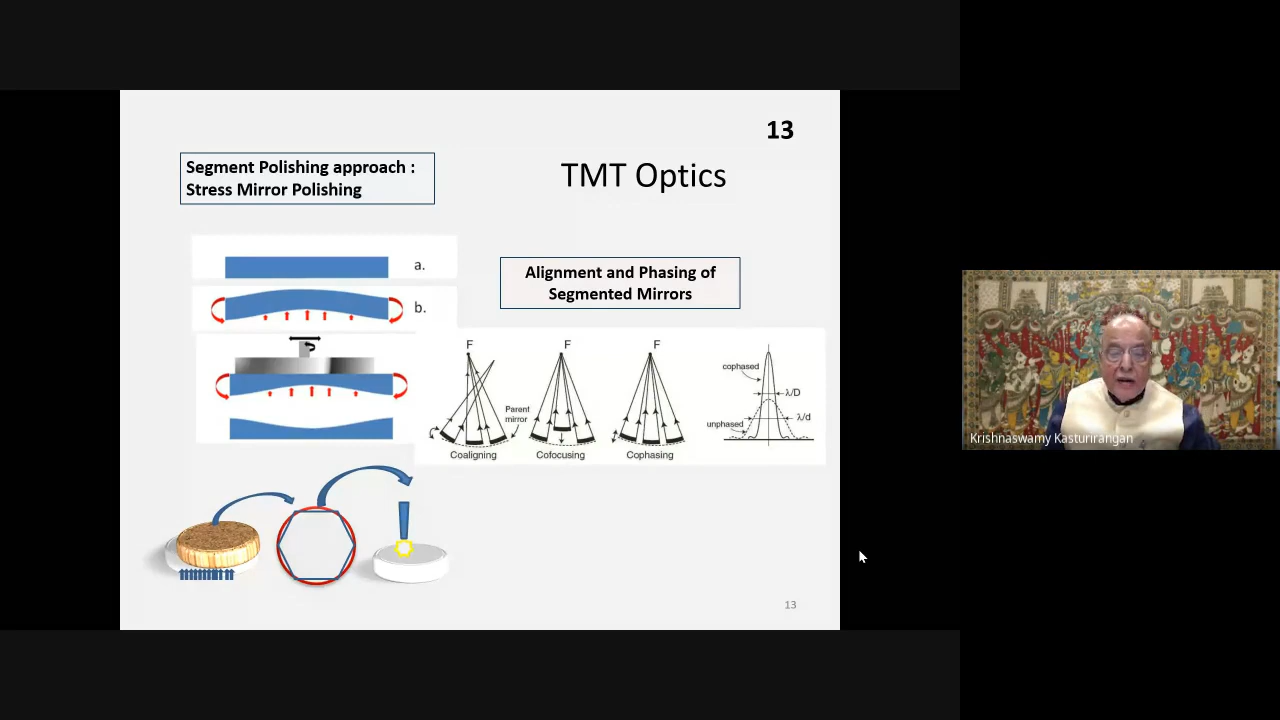 13
Segment Polishing approach :
Stress Mirror Polishing
TMT Optics
a.
b.
Alignment and Phasing of
Segmented Mirrors
F
F
F
Parent
mirror
Coaligning
Cofocusing
Cophasing
cophased
λ/D
λ/d
unphased
Krishnaswamy Kasturirangan
13